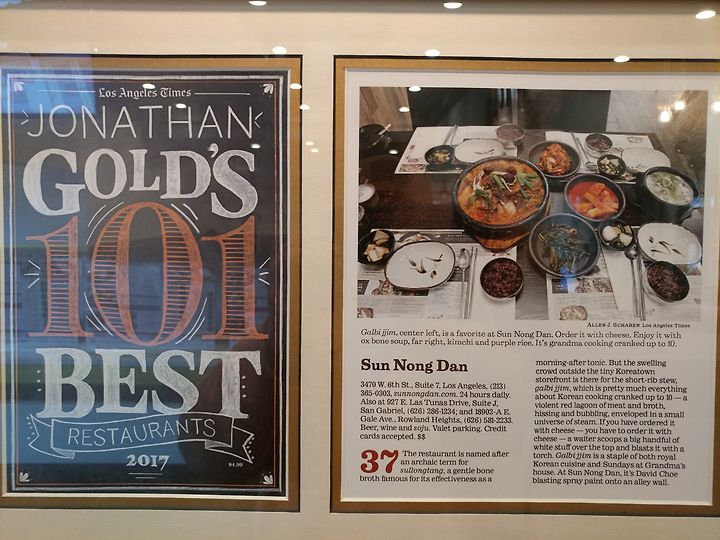 Los Angeles Times
JONATHAN
GOLD'S
101
BEST
RESTAURANTS
2017
$4.99
ALLEN J. SCHABEN Los Angeles Times
Galbi jjim, center left, is a favorite at Sun Nong Dan. Order it with cheese. Enjoy it with
ox bone soup, far right, kimchi and purple rice. It's grandma cooking cranked up to 10.
Sun Nong Dan
3470 W. 6th St., Suite 7, Los Angeles, (213)
365-0303, sunnongdan.com. 24 hours daily.
Also at 927 E. Las Tunas Drive, Suite J,
San Gabriel, (626) 286-1234; and 18902-A E.
Gale Ave., Rowland Heights, (626) 581-2233.
Beer, wine and soju. Valet parking. Credit
cards accepted. $$
37 The restaurant is named after
an archaic term for
sullongtang, a gentle bone
broth famous for its effectiveness as a
morning-after tonic. But the swelling
crowd outside the tiny Koreatown
storefront is there for the short-rib stew,
galbi jjim, which is pretty much everything
about Korean cooking cranked up to 10 — a
violent red lagoon of meat and broth,
hissing and bubbling, enveloped in a small
universe of steam. If you have ordered it
with cheese — you have to order it with
cheese — a waiter scoops a big handful of
white stuff over the top and blasts it with a
torch. Galbi jjim is a staple of both royal
Korean cuisine and Sundays at Grandma's
house. At Sun Nong Dan, it's David Choe
blasting spray paint onto an alley wall.